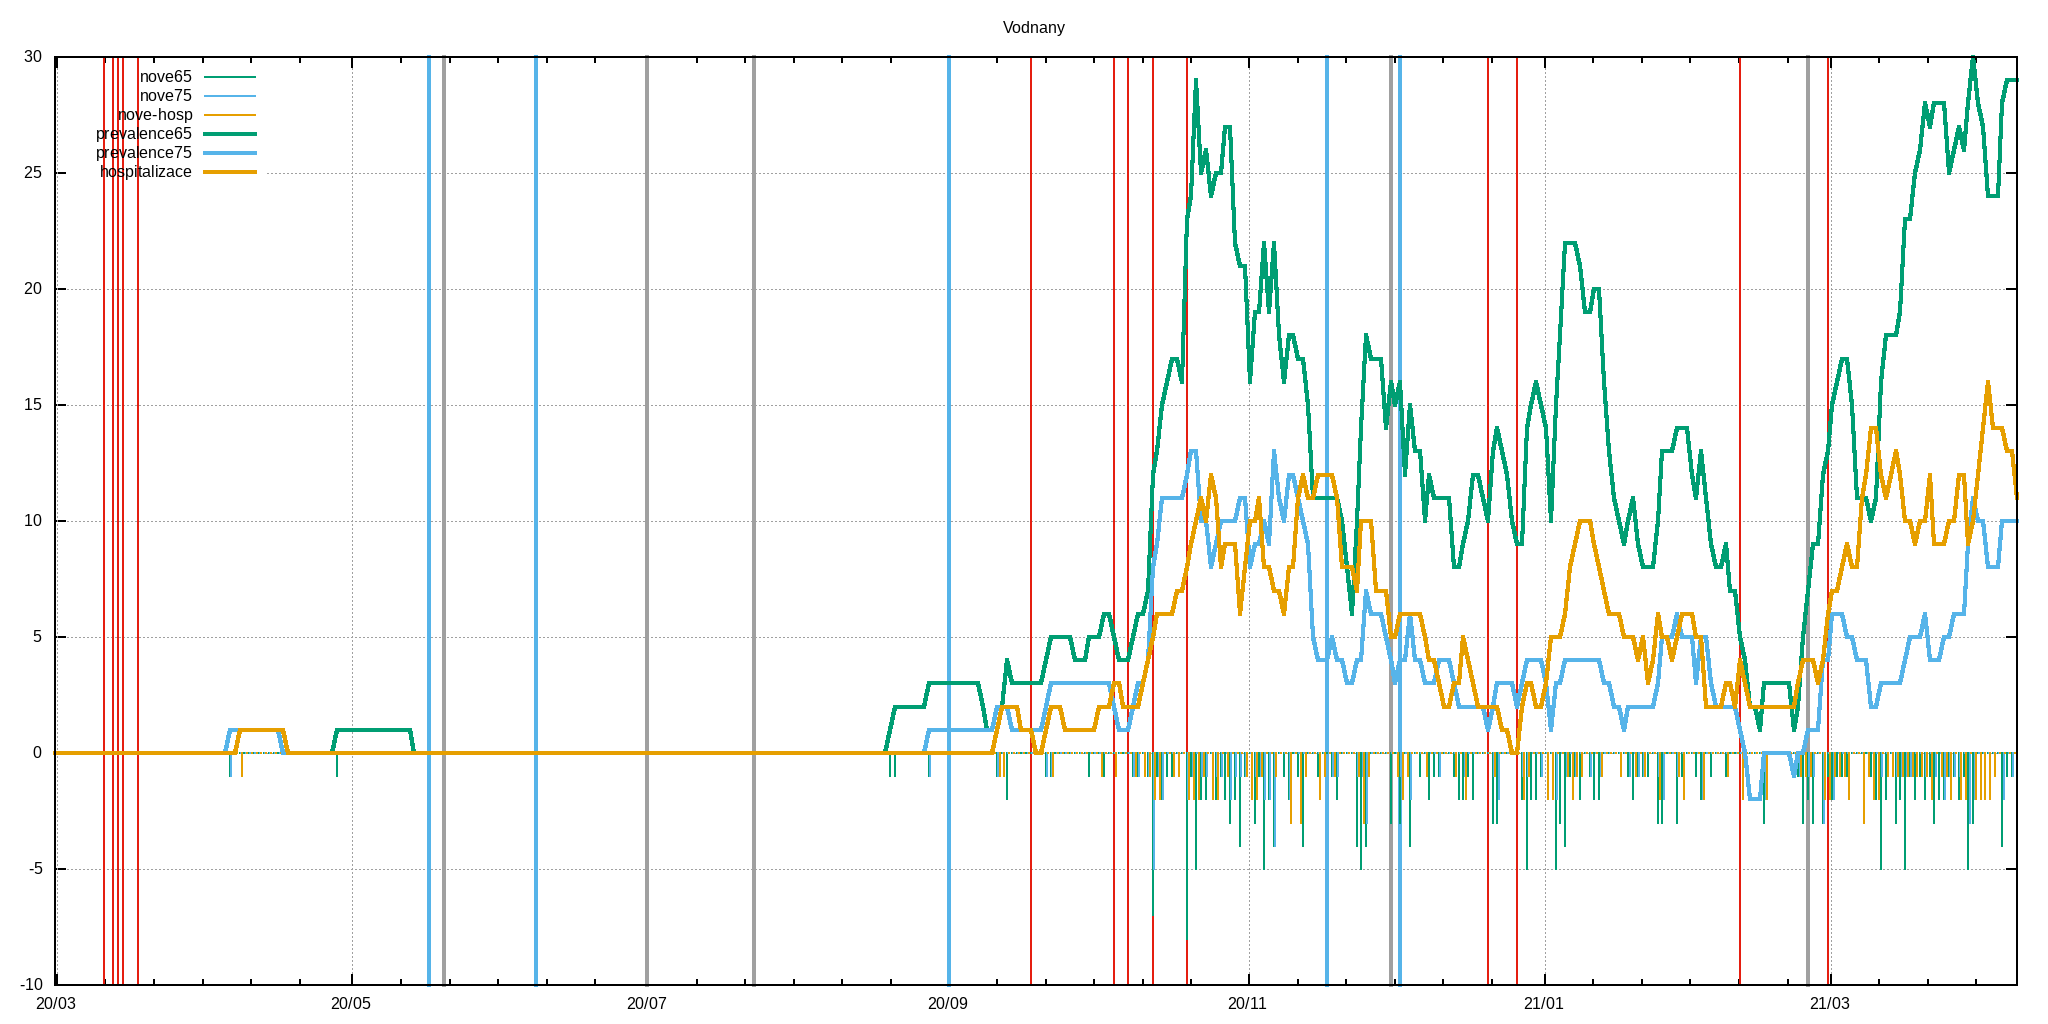 Vodnany
30
25
20
15
10
5
0
-5
-10
nove65
nove75
nove-hosp
prevalence65
prevalence75
hospitalizace
20/03 20/05 20/07 20/09 20/11 21/01 21/03